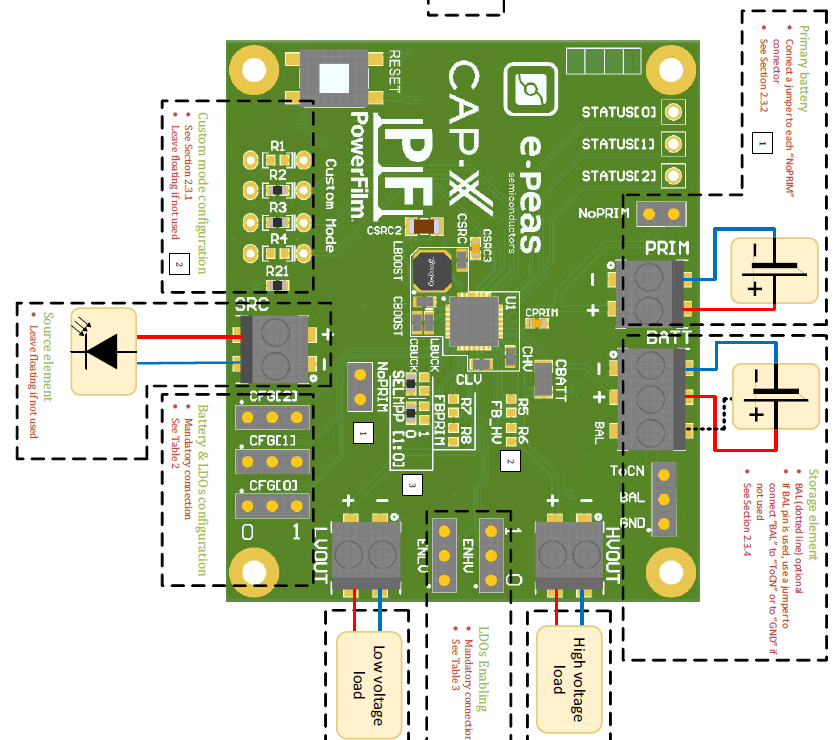 Primary battery
• Connect a jumper to each "NoPRIM"
connector
• See Section 2.3.2
1
RESET
CAP-XX
e-peas
semiconductors
PF
PowerFilm
STATUS[0]
STATUS[1]
STATUS[2]
NoPRIM
PRIM
- +
Custom mode configuration
• See Section 2.3.1
• Leave floating if not used
2
R1
R2
R3
R4
R21
Custom Mode
CSRC2
CSRC
CSRC3
LBOOST
CBOOST
U1
CPRIM
CBUCK
LBUCK
CHV
CLV
CBATT
BATT
- +
BAL
Source element
• Leave floating if not used
SRC
+
-
Battery & LDOs configuration
• Mandatory connection
• See Table 2
CFG[2]
CFG[1]
CFG[0]
0 1
NoPRIM
1
SELMPP [1:0]
0 1
FBPRIM
R7 R8
FB_HV
R5 R6
2
3
ToCN
BAL
GND
Storage element
• BAL (dotted line) optional
• If BAL pin is used, use a jumper to
connect "BAL" to "ToCN" or to "GND" if
not used
• See Section 2.3.4
+ -
LVOUT
ENLV
ENHV
1
0
+ -
HVOUT
Low voltage
load
LDOs Enabling
• Mandatory connection
• See Table 3
High voltage
load